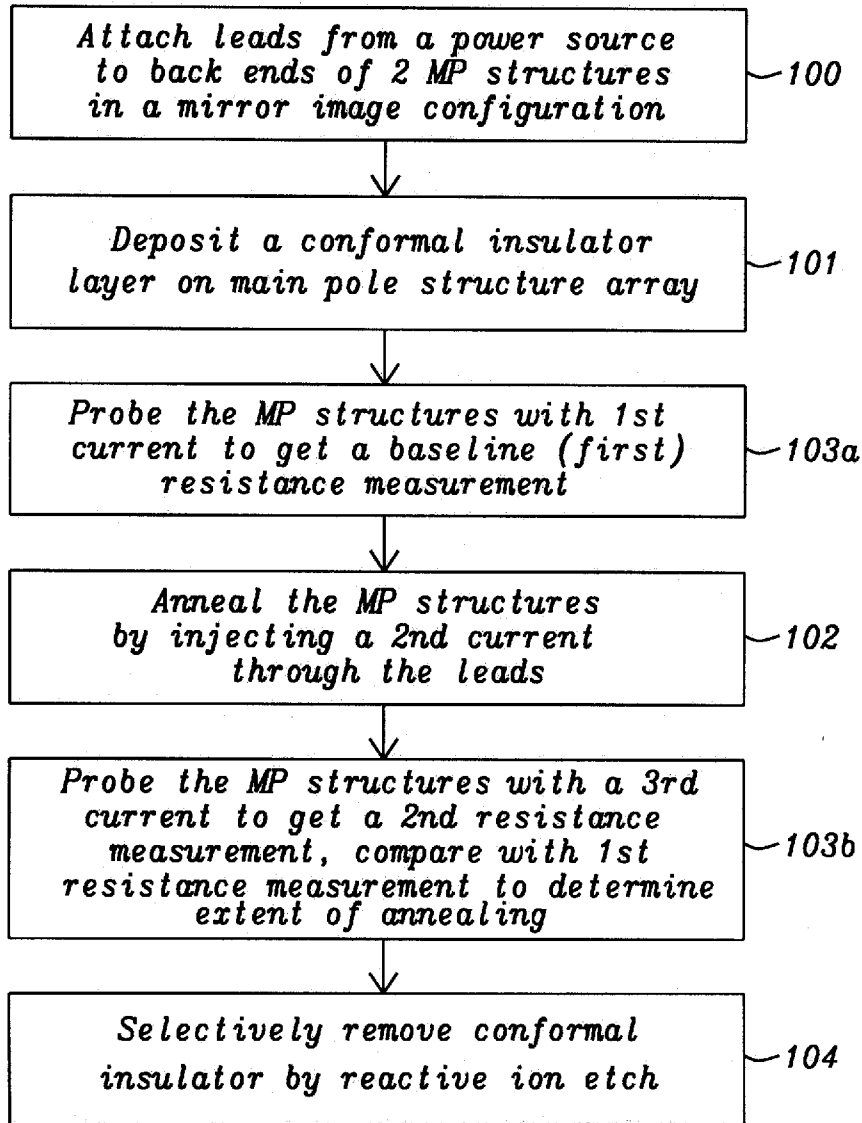 Attach leads from a power source
to back ends of 2 MP structures
in a mirror image configuration
100
Deposit a conformal insulator
layer on main pole structure array
101
Probe the MP structures with 1st
current to get a baseline (first)
resistance measurement
103a
Anneal the MP structures
by injecting a 2nd current
through the leads
102
Probe the MP structures with a 3rd
current to get a 2nd resistance
measurement, compare with 1st
resistance measurement to determine
extent of annealing
103b
Selectively remove conformal
insulator by reactive ion etch
104